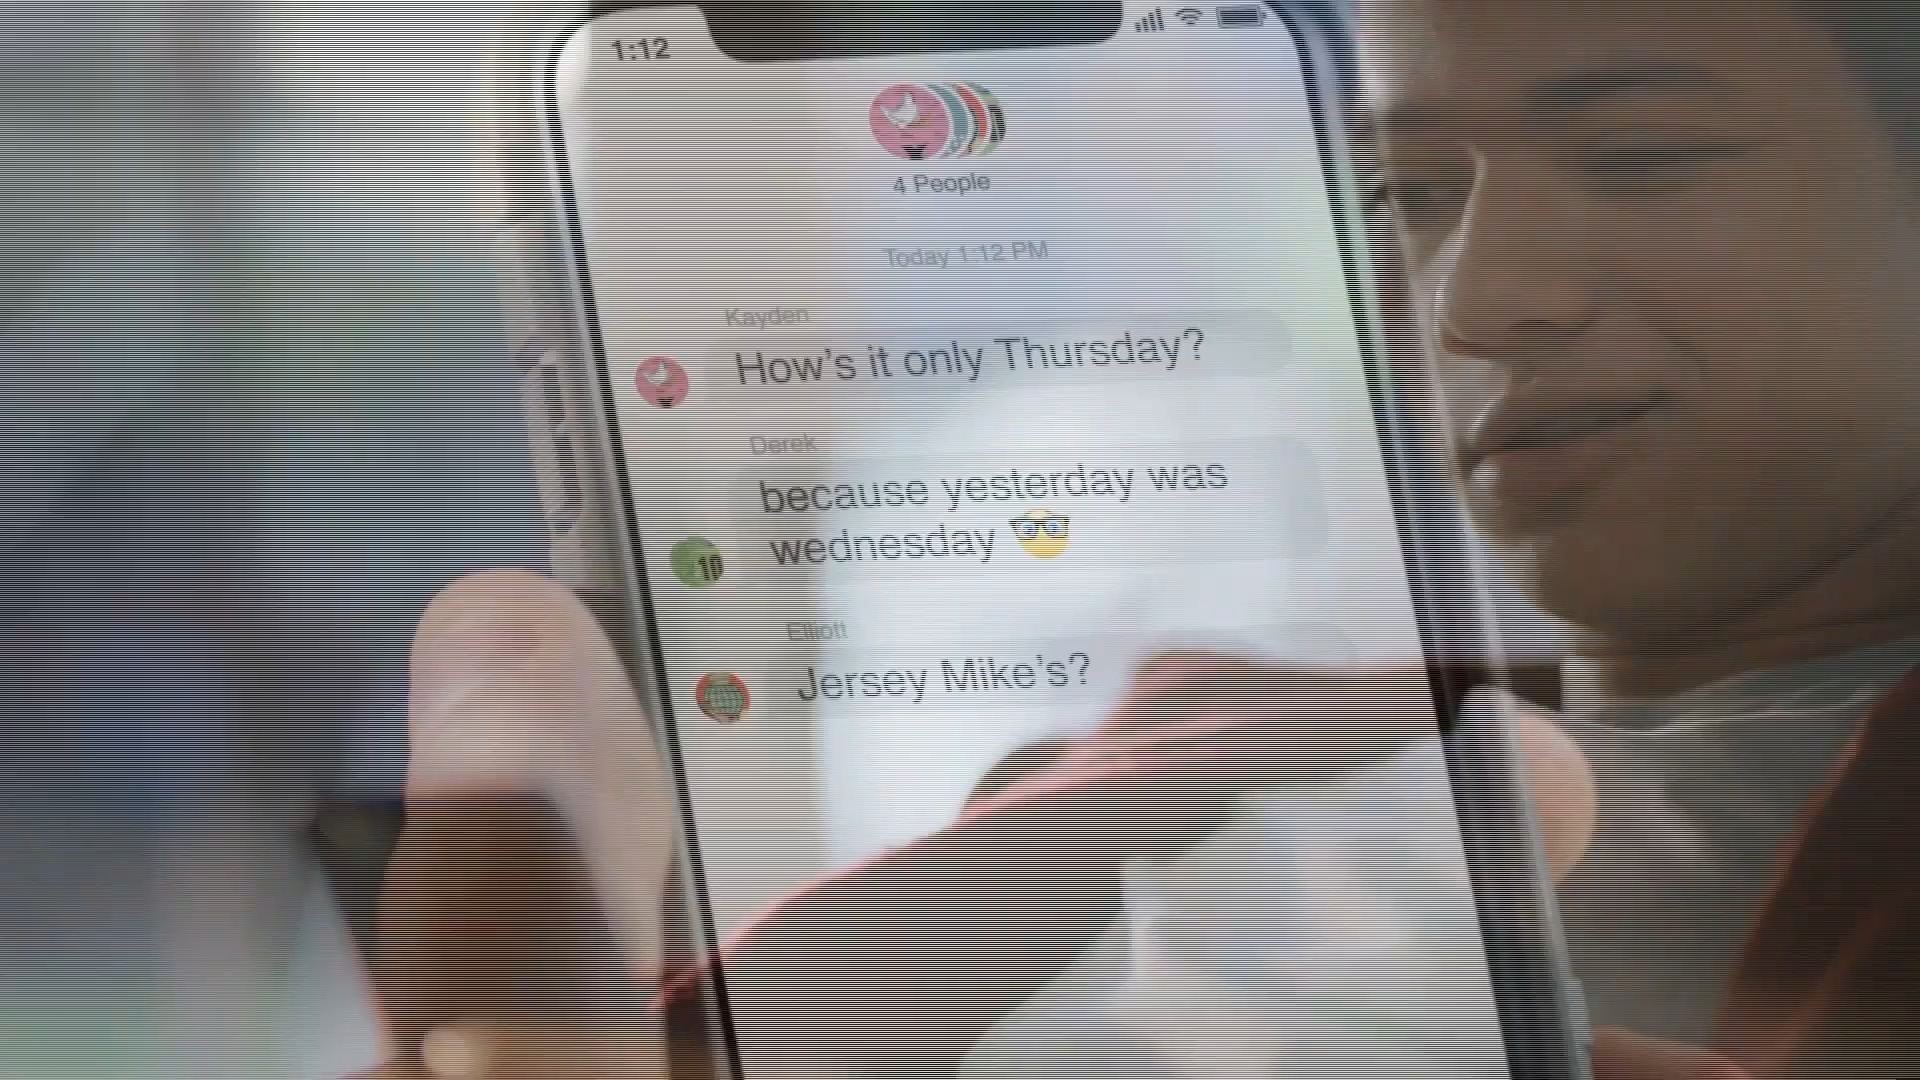 1:12
4 People
Today 1:12 PM
Kayden
How's it only Thursday?
Derek
because yesterday was
wednesday 🤓
10
Elliott
Jersey Mike's?